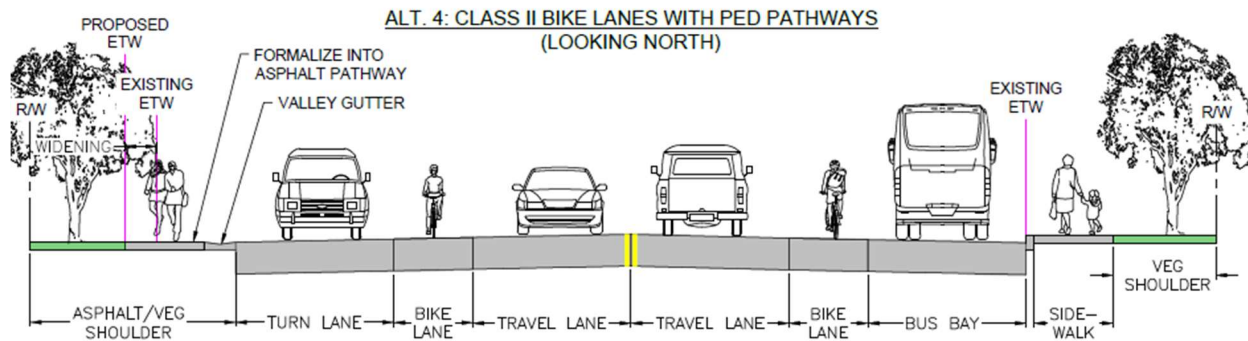 ALT. 4: CLASS II BIKE LANES WITH PED PATHWAYS
(LOOKING NORTH)
PROPOSED
ETW
FORMALIZE INTO
ASPHALT PATHWAY
EXISTING
ETW
VALLEY GUTTER
R/W
WIDENING
EXISTING
ETW
R/W
ASPHALT/VEG
SHOULDER
TURN LANE
BIKE
LANE
TRAVEL LANE
TRAVEL LANE
BIKE
LANE
BUS BAY
SIDE-
WALK
VEG
SHOULDER